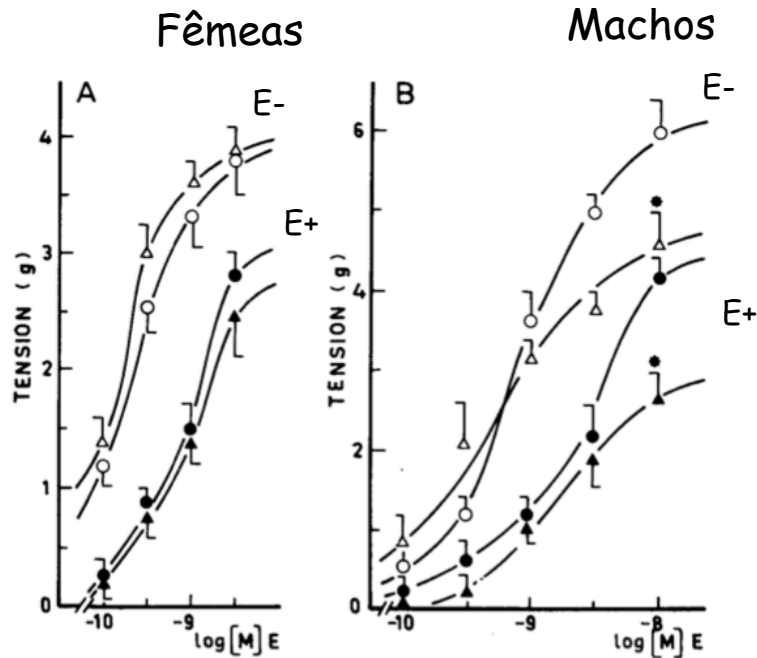 Fêmeas
Machos
A
E-
E+
TENSION (g)
4
3
2
1
0
-10
-9
log[M] E
B
E-
E+
*
*
TENSION (g)
6
4
2
0
-10
-9
-8
log[M] E